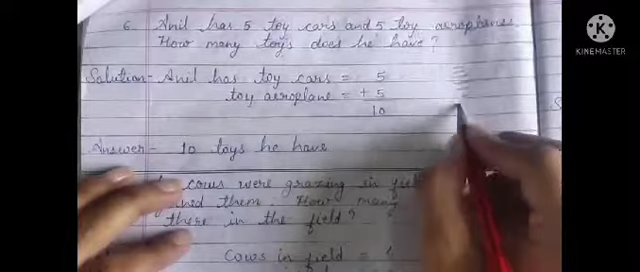 6. Anil has 5 toy cars and 5 toy aeroplanes.
How many toys does he have?
Solution- Anil has toy cars = 5
toy aeroplane = + 5
10
Answer- 10 toys he have
cows were grazing in
them. How many
there in the field?
Cows in field =
K
KINEMASTER